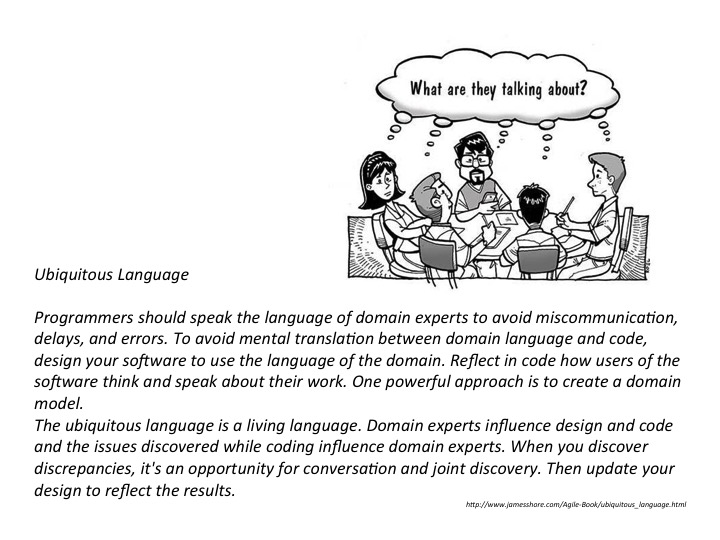 What are they talking about?
Ubiquitous Language
Programmers should speak the language of domain experts to avoid miscommunication,
delays, and errors. To avoid mental translation between domain language and code,
design your software to use the language of the domain. Reflect in code how users of the
software think and speak about their work. One powerful approach is to create a domain
model.
The ubiquitous language is a living language. Domain experts influence design and code
and the issues discovered while coding influence domain experts. When you discover
discrepancies, it's an opportunity for conversation and joint discovery. Then update your
design to reflect the results.
http://www.jamesshore.com/Agile-Book/ubiquitous_language.html